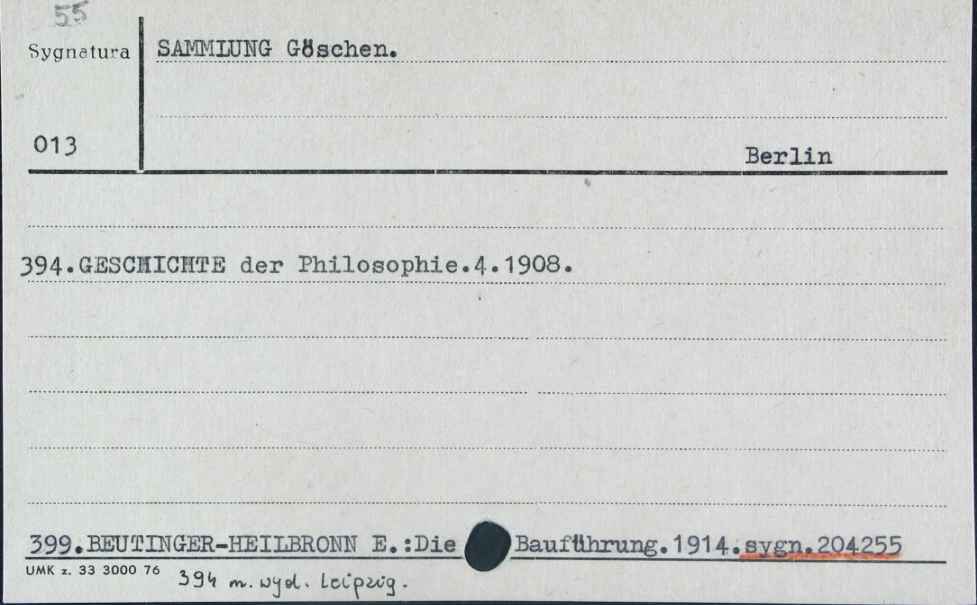 55
Sygnatura
SAMMLUNG Göschen.
013
Berlin
394.GESCHICHTE der Philosophie.4.1908.
399.BEUTINGER-HEILBRONN E.:Die Bauführung.1914.sygn.204255
UMK z. 33 3000 76
394 m. wyd. Leipzig.